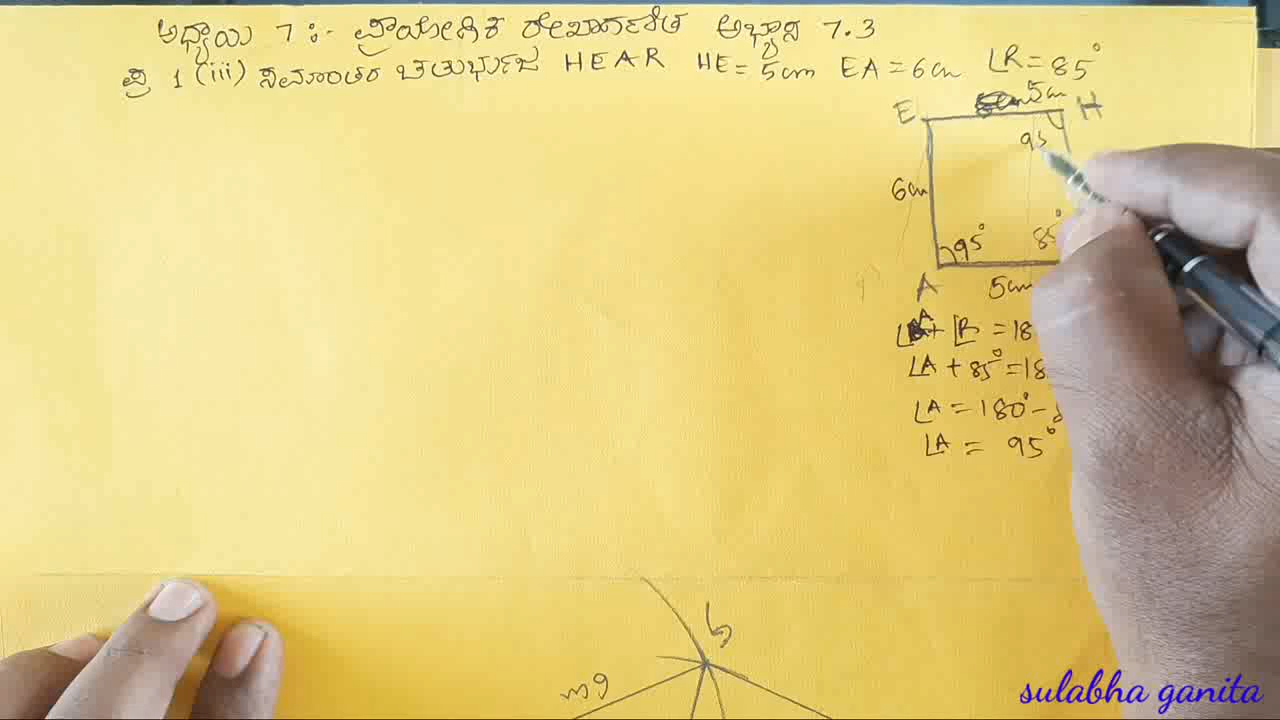 ಅಧ್ಯಾಯ 7 :- ಪ್ರಾಯೋಗಿಕ ರೇಖಾಗಣಿತ ಅಭ್ಯಾಸ 7.3
ಪ್ರ 1 (iii) ಸಮಾಂತರ ಚತುರ್ಭುಜ HEAR HE = 5cm EA = 6cm ∠R = 85°
5cm
E H
95
6cm
95° 85°
A 5cm
∠A + ∠R = 18
∠A + 85° = 18
∠A = 180° -
∠A = 95°
sulabha ganita